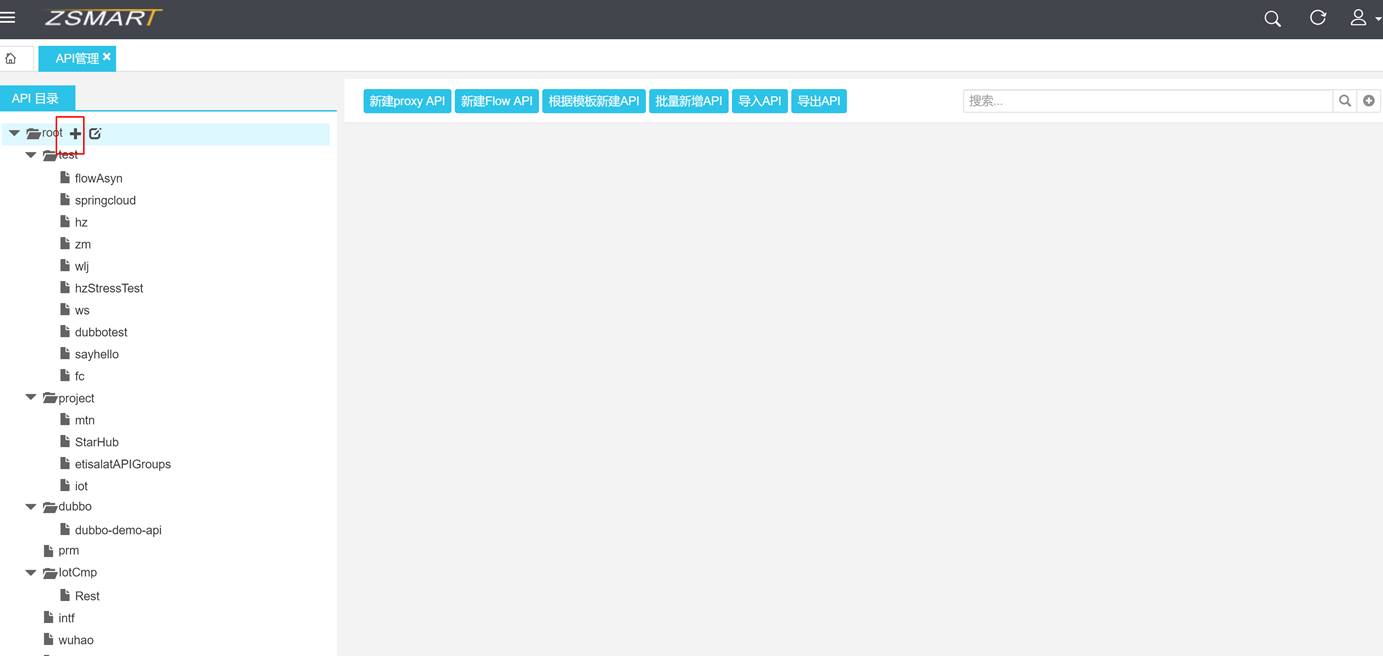 ZSMART
API管理
API 目录
新建proxy API 新建Flow API 根据模板新建API 批量新增API 导入API 导出API 搜索...
root
test
flowAsyn
springcloud
hz
zm
wlj
hzStressTest
ws
dubbotest
sayhello
fc
project
mtn
StarHub
etisalatAPIGroups
iot
dubbo
dubbo-demo-api
prm
IotCmp
Rest
intf
wuhao